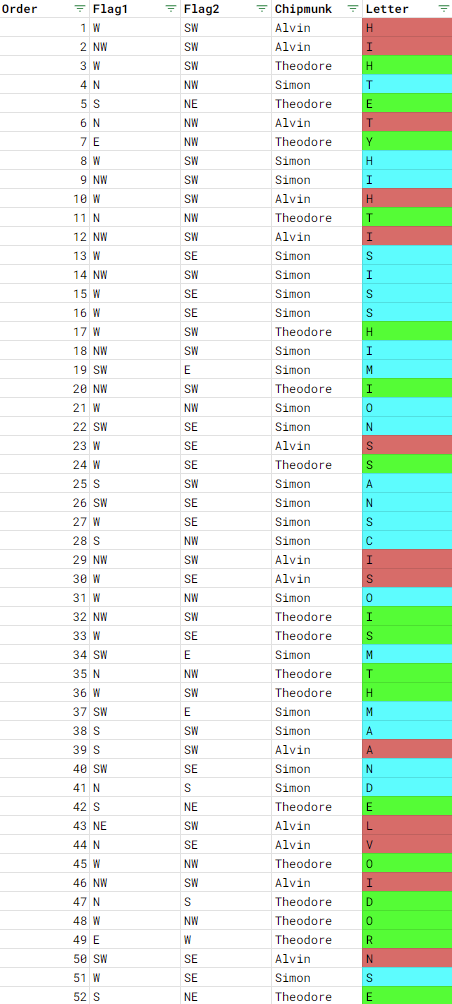 Order Flag1 Flag2 Chipmunk Letter
1 W SW Alvin H
2 NW SW Alvin I
3 W SW Theodore H
4 N NW Simon T
5 S NE Theodore E
6 N NW Alvin T
7 E NW Theodore Y
8 W SW Simon H
9 NW SW Simon I
10 W SW Alvin H
11 N NW Theodore T
12 NW SW Alvin I
13 W SE Simon S
14 NW SW Simon I
15 W SE Simon S
16 W SE Simon S
17 W SW Theodore H
18 NW SW Simon I
19 SW E Simon M
20 NW SW Theodore I
21 W NW Simon O
22 SW SE Simon N
23 W SE Alvin S
24 W SE Theodore S
25 S SW Simon A
26 SW SE Simon N
27 W SE Simon S
28 S NW Simon C
29 NW SW Alvin I
30 W SE Alvin S
31 W NW Simon O
32 NW SW Theodore I
33 W SE Theodore S
34 SW E Simon M
35 N NW Theodore T
36 W SW Theodore H
37 SW E Simon M
38 S SW Simon A
39 S SW Alvin A
40 SW SE Simon N
41 N S Simon D
42 S NE Theodore E
43 NE SW Alvin L
44 N SE Alvin V
45 W NW Theodore O
46 NW SW Alvin I
47 N S Theodore D
48 W NW Theodore O
49 E W Theodore R
50 SW SE Alvin N
51 W SE Simon S
52 S NE Theodore E